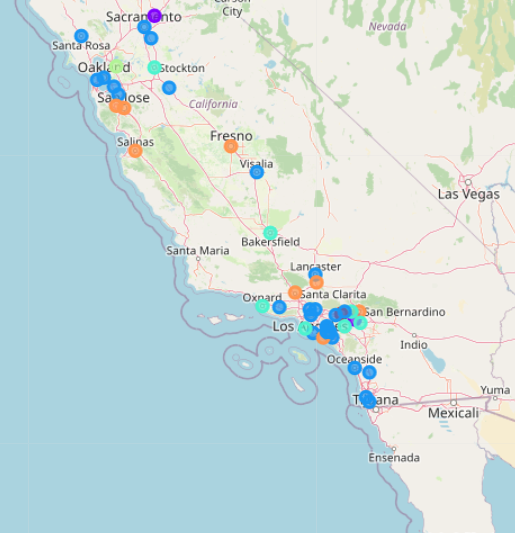 Carson
City
Sacramento
Nevada
Santa Rosa
Oakland
Stockton
San Jose
California
Salinas
Fresno
Visalia
Las Vegas
Bakersfield
Santa Maria
Lancaster
Oxnard
Santa Clarita
San Bernardino
Los Angeles
Indio
Oceanside
Yuma
Tijuana
Mexicali
Ensenada